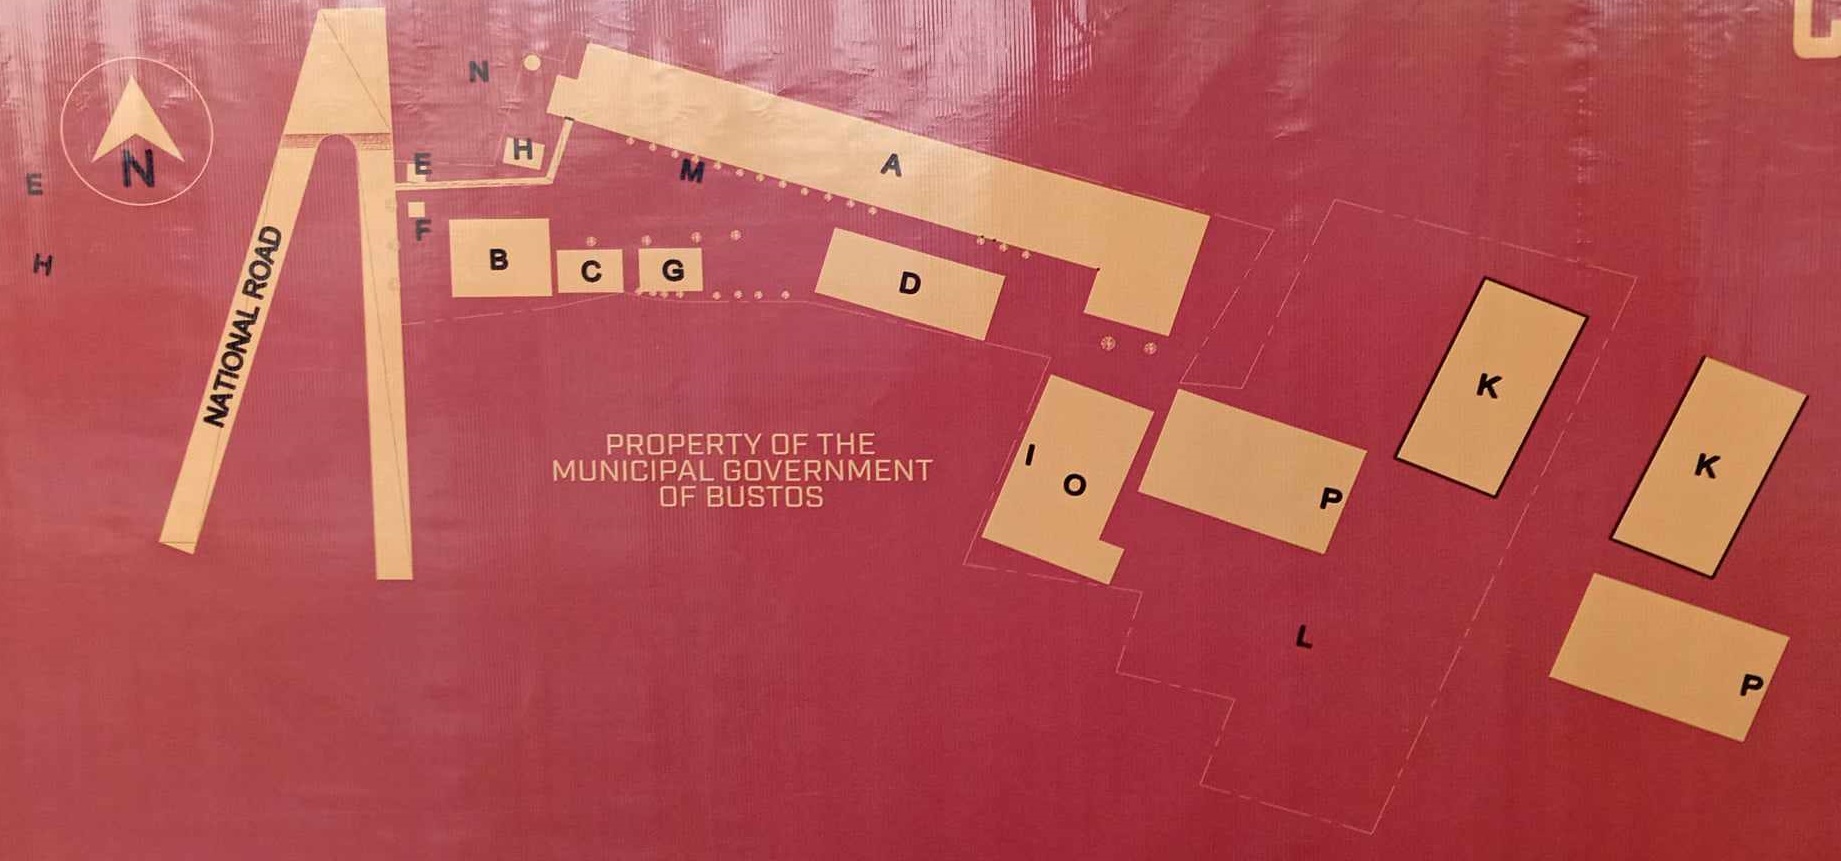 N
N
E
H
E
H
F
M
A
B
C
G
D
NATIONAL ROAD
PROPERTY OF THE
MUNICIPAL GOVERNMENT
OF BUSTOS
I
O
P
K
K
L
P